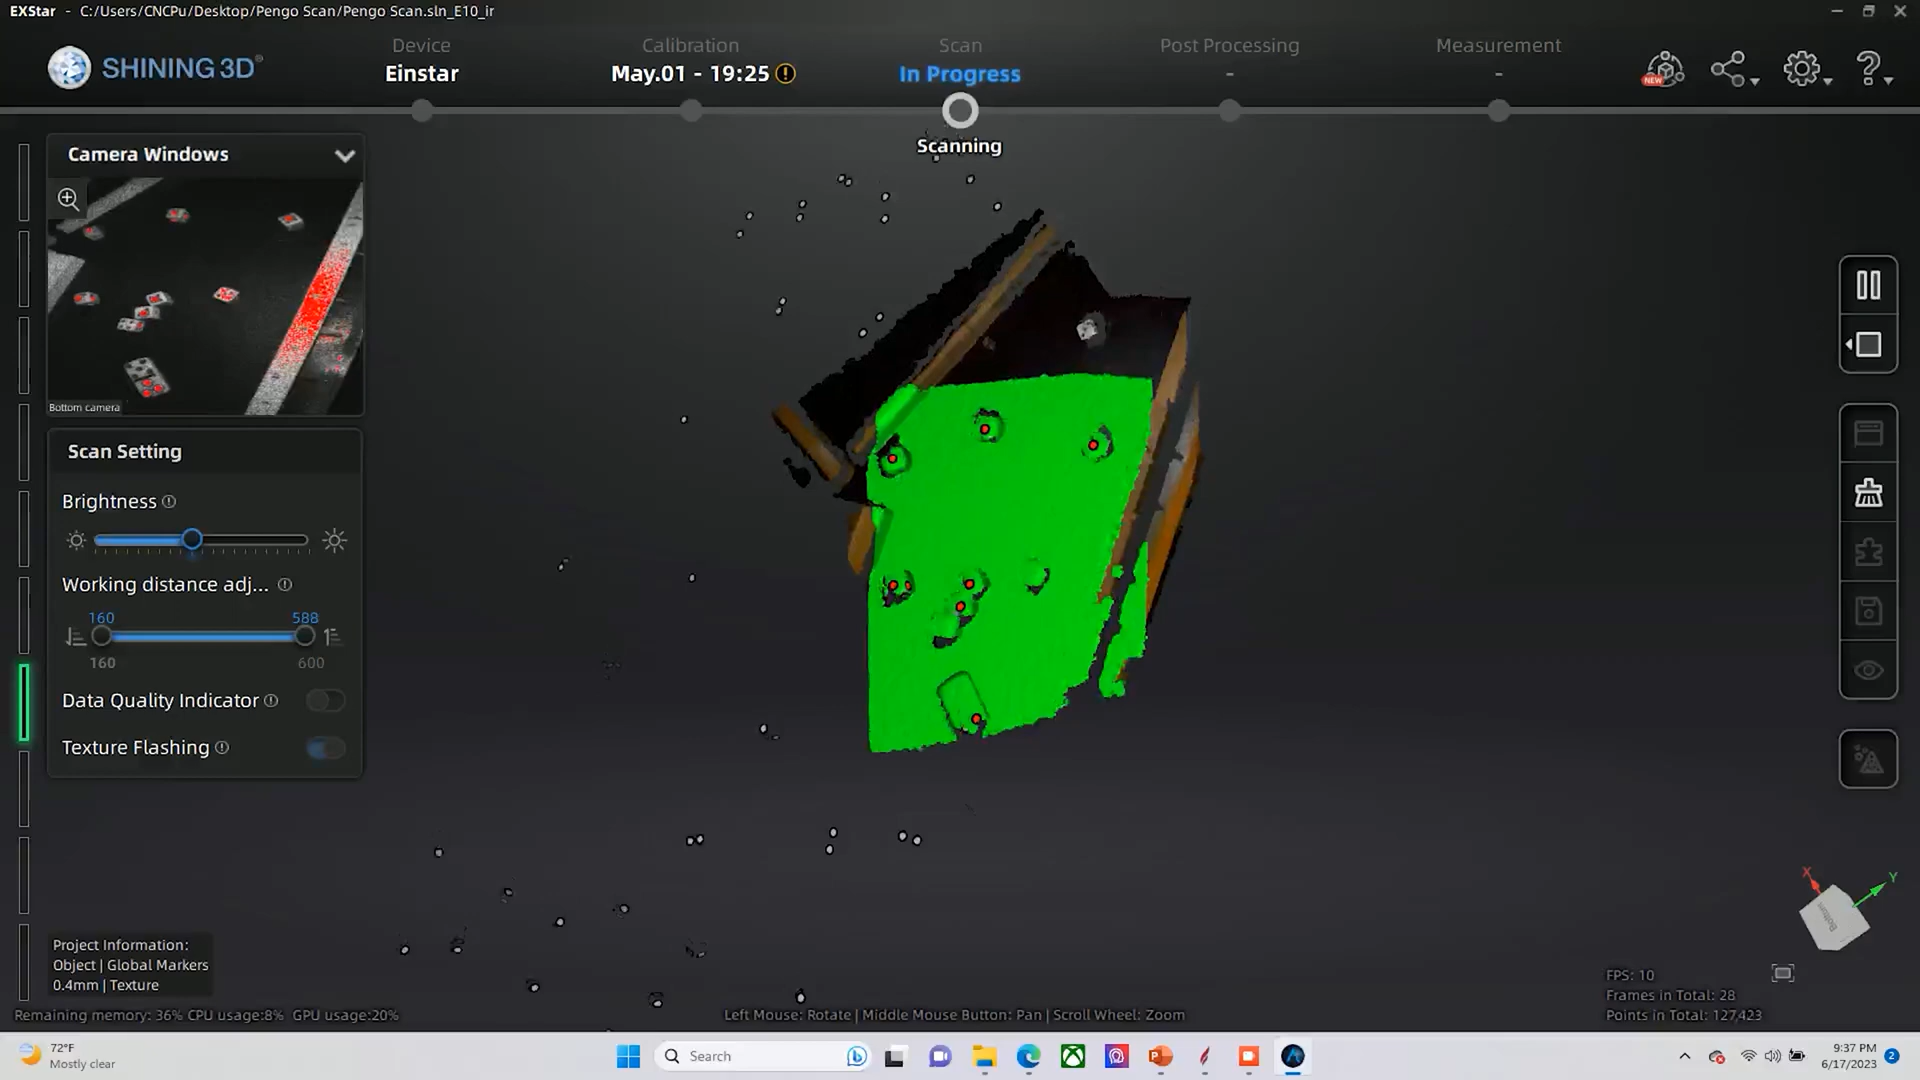 EXStar - C:/Users/CNCPu/Desktop/Pengo Scan/Pengo Scan.sln_E10_ir
SHINING 3D®
Device
Einstar
Calibration
May.01 - 19:25
Scan
In Progress
Scanning
Post Processing
-
Measurement
-
NEW
Camera Windows
Bottom camera
Scan Setting
Brightness
Working distance adj...
160 588
160 600
Data Quality Indicator
Texture Flashing
Project Information:
Object | Global Markers
0.4mm | Texture
Remaining memory: 36% CPU usage:8% GPU usage:20%
Left Mouse: Rotate | Middle Mouse Button: Pan | Scroll Wheel: Zoom
X
Y
Bottom
FPS: 10
Frames in Total: 28
Points in Total: 127,423
72°F
Mostly clear
Search
9:37 PM
6/17/2023
2